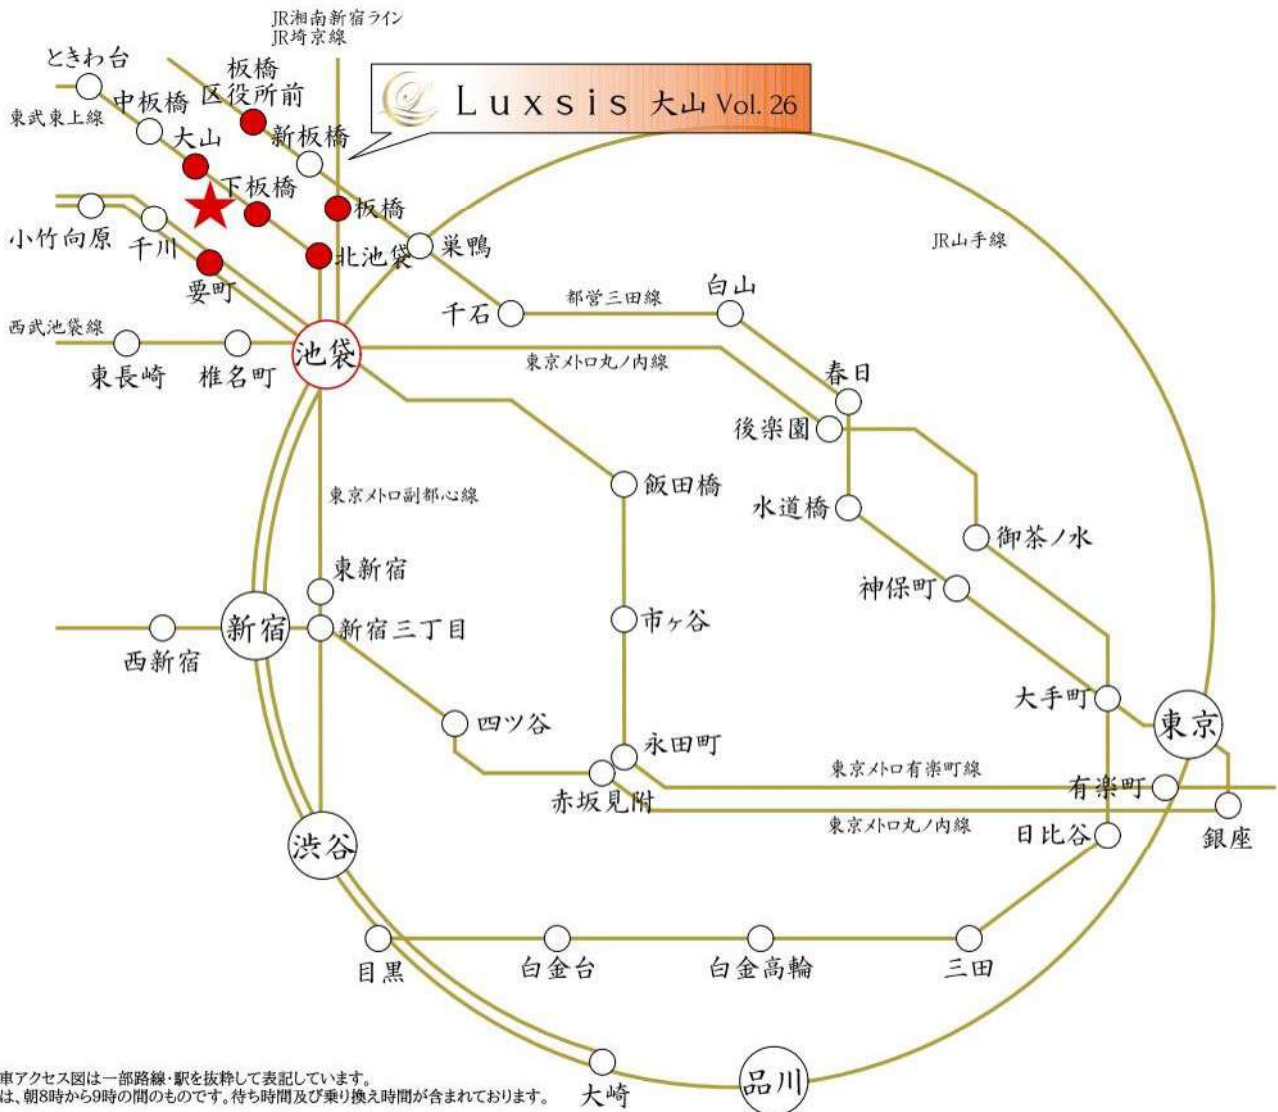 JR湘南新宿ライン
JR埼京線
ときわ台
板橋
区役所前
中板橋
Luxsis 大山 Vol. 26
東武東上線
大山
新板橋
下板橋
板橋
小竹向原
千川
北池袋
巣鴨
JR山手線
要町
都営三田線
白山
千石
西武池袋線
池袋
東長崎
椎名町
東京メトロ丸ノ内線
春日
後楽園
飯田橋
東京メトロ副都心線
水道橋
御茶ノ水
東新宿
神保町
新宿
新宿三丁目
市ヶ谷
西新宿
大手町
四ツ谷
東京
永田町
東京メトロ有楽町線
有楽町
赤坂見附
東京メトロ丸ノ内線
日比谷
銀座
渋谷
目黒
白金台
白金高輪
三田
車アクセス図は一部路線・駅を抜粋して表記しています。
は、朝8時から9時の間のものです。待ち時間及び乗り換え時間が含まれております。
大崎
品川